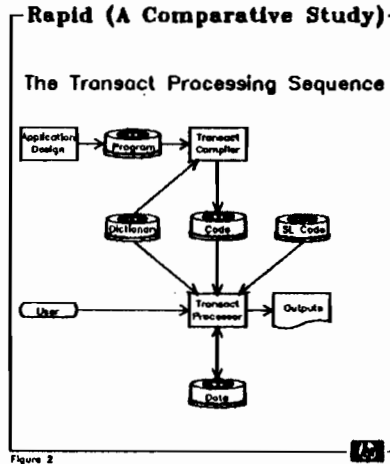 Rapid (A Comparative Study)
The Transact Processing Sequence
Application
Design
Program
Transact
Compiler
Dictionary
Code
SL Code
User
Transact
Processor
Outputs
Data
Figure 2
hp